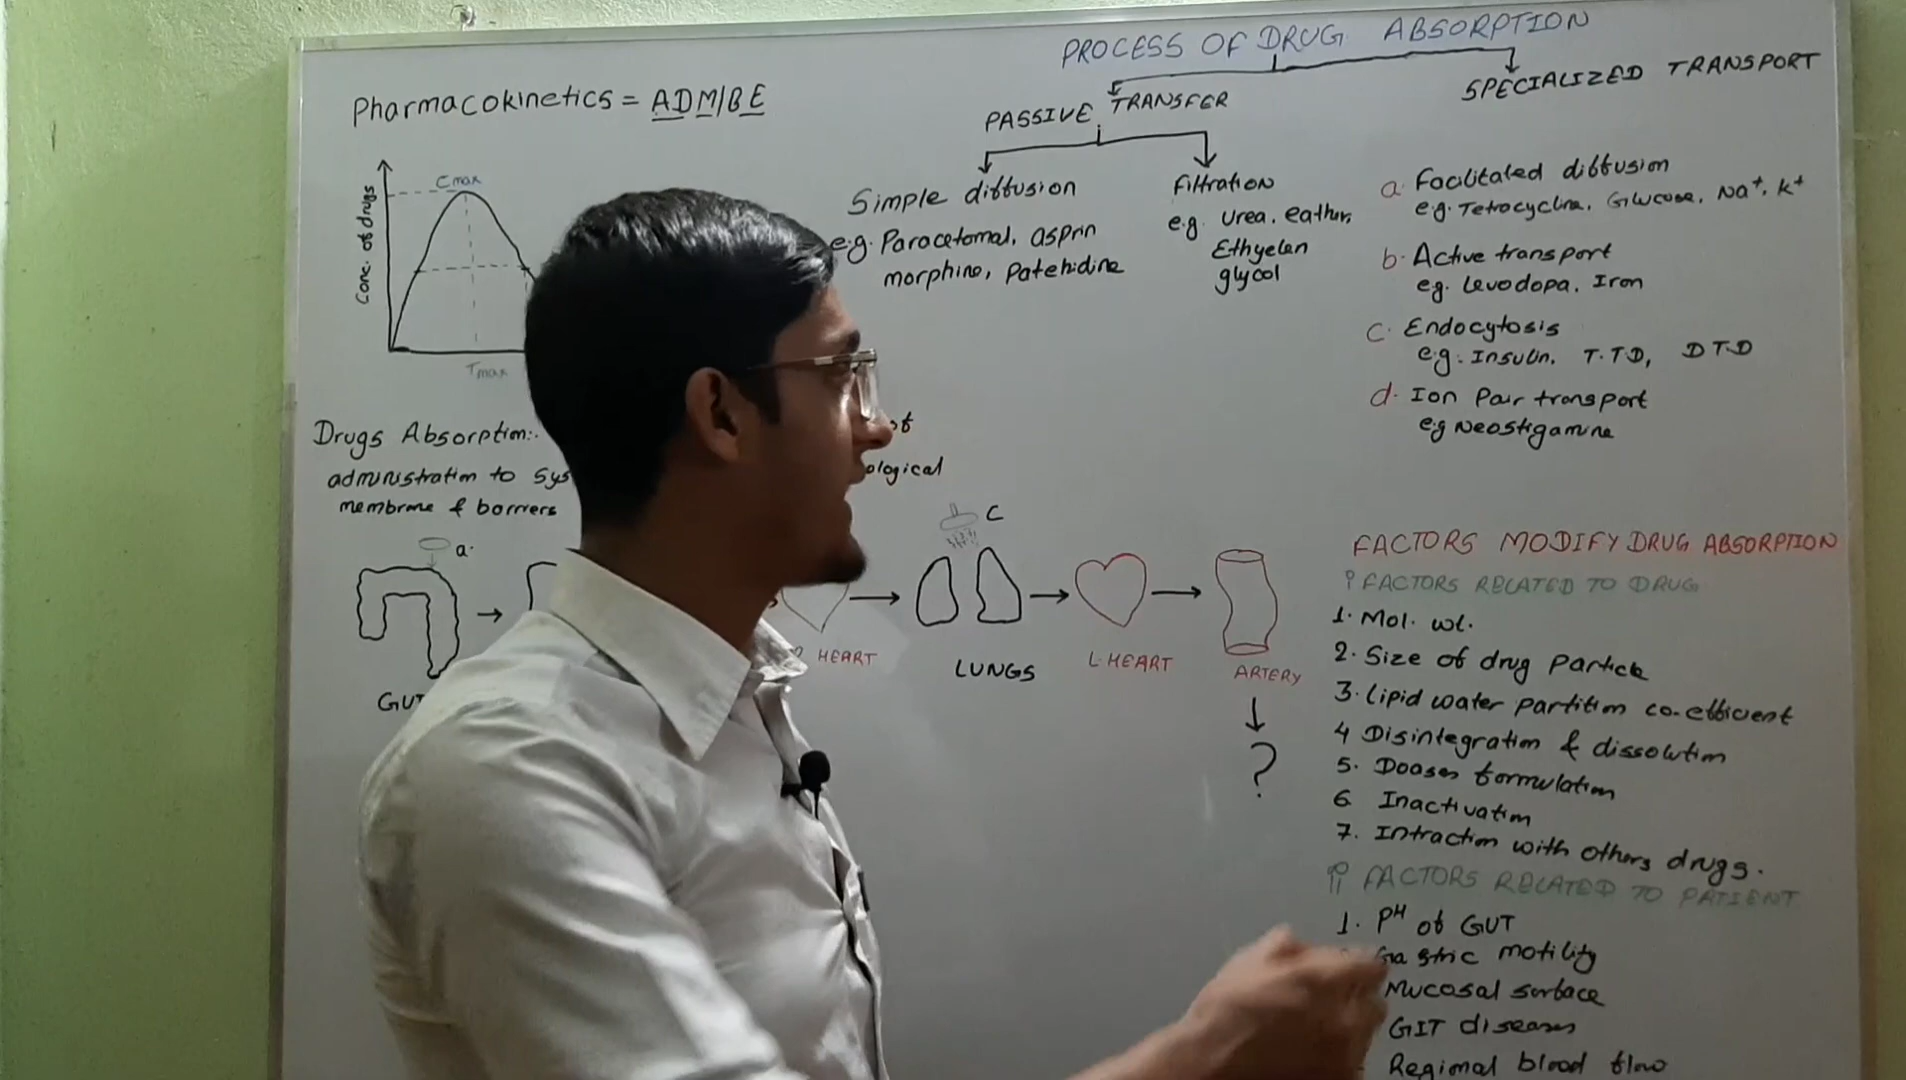 PROCESS OF DRUG ABSORPTION
Pharmacokinetics = ADM/BE
PASSIVE TRANSFER
SPECIALIZED TRANSPORT
Cmax
Conc. of drugs
Tmax
Simple diffusion
e.g. Paracetomal, asprin
morphine, Patehidine
Filtration
e.g. Urea, eather,
Ethyelen
glycol
a. Facilitated diffusion
e.g. Tetracycline, Glucose, Na+, K+
b. Active transport
eg. Levodopa, Iron
C. Endocytosis
e.g. Insulin, T.T.D, D T.D
d. Ion Pair transport
e.g Neostigamine
Drugs Absorption:.
administration to Sys
membrane & barriers
of
ological
a.
C
GUT
HEART
LUNGS
L.HEART
ARTERY
?
FACTORS MODIFY DRUG ABSORPTION
i FACTORS RELATED TO DRUG
1. Mol. wt.
2. Size of drug Particle
3. Lipid water partition co-efficient
4 Disintegration & dissolution
5. Doases formulation
6 Inactivation
7. Intraction with others drugs.
ii FACTORS RELATED TO PATIENT
1. PH of GUT
Gastric motility
Mucosal surface
GIT diseases
Regional blood flow